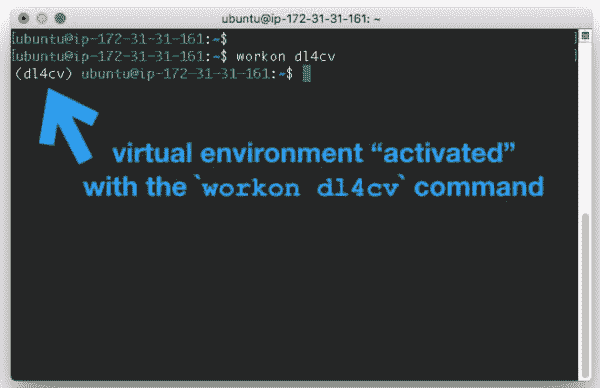 ubuntu@ip-172-31-31-161: ~
[ubuntu@ip-172-31-31-161:~$ ]
[ubuntu@ip-172-31-31-161:~$ workon dl4cv ]
(dl4cv) ubuntu@ip-172-31-31-161:~$
virtual environment “activated”
with the `workon dl4cv` command